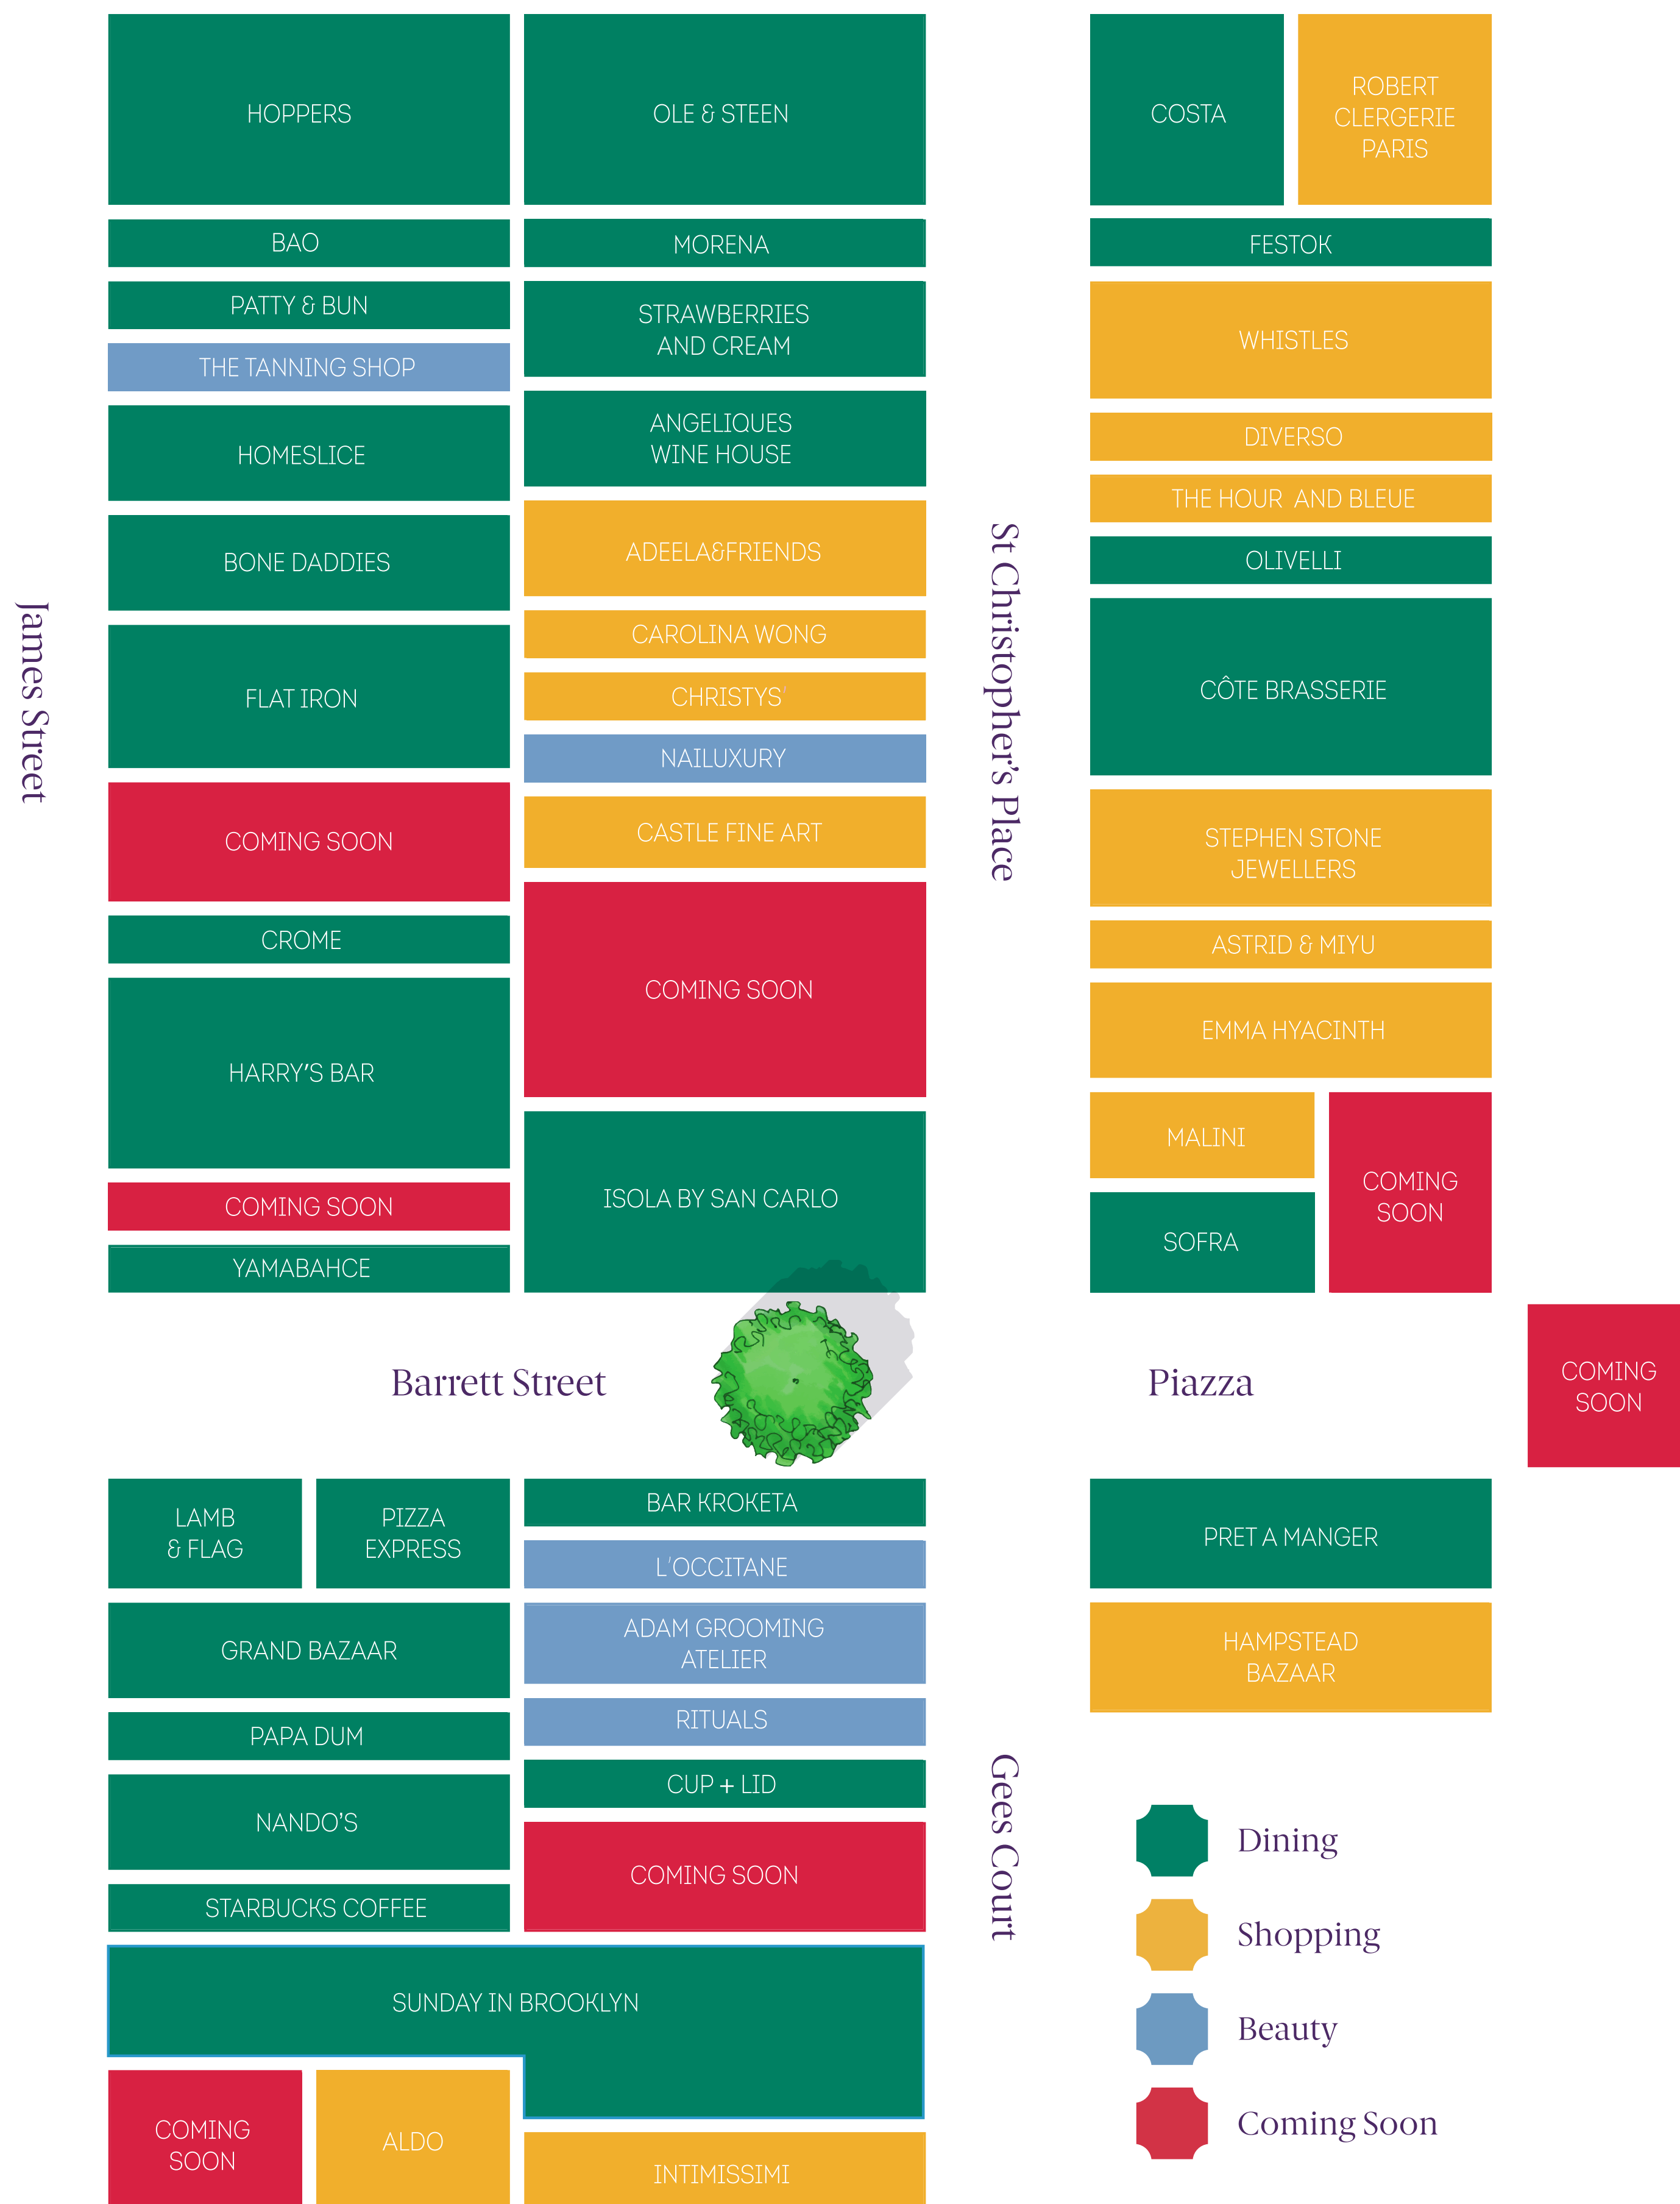 HOPPERS
BAO
PATTY & BUN
THE TANNING SHOP
HOMESLICE
BONE DADDIES
FLAT IRON
COMING SOON
CROME
HARRY'S BAR
COMING SOON
YAMABAHCE
James Street
OLE & STEEN
MORENA
STRAWBERRIES
AND CREAM
ANGELIQUES
WINE HOUSE
ADEELA&FRIENDS
CAROLINA WONG
CHRISTYS'
NAILUXURY
CASTLE FINE ART
COMING SOON
ISOLA BY SAN CARLO
St Christopher's Place
COSTA
ROBERT
CLERGERIE
PARIS
FESTOK
WHISTLES
DIVERSO
THE HOUR AND BLEUE
OLIVELLI
CÔTE BRASSERIE
STEPHEN STONE
JEWELLERS
ASTRID & MIYU
EMMA HYACINTH
MALINI
SOFRA
COMING
SOON
Barrett Street
Piazza
COMING
SOON
LAMB
& FLAG
PIZZA
EXPRESS
GRAND BAZAAR
PAPA DUM
NANDO'S
STARBUCKS COFFEE
BAR KROKETA
L'OCCITANE
ADAM GROOMING
ATELIER
RITUALS
CUP + LID
COMING SOON
SUNDAY IN BROOKLYN
COMING
SOON
ALDO
INTIMISSIMI
Gees Court
PRET A MANGER
HAMPSTEAD
BAZAAR
Dining
Shopping
Beauty
Coming Soon